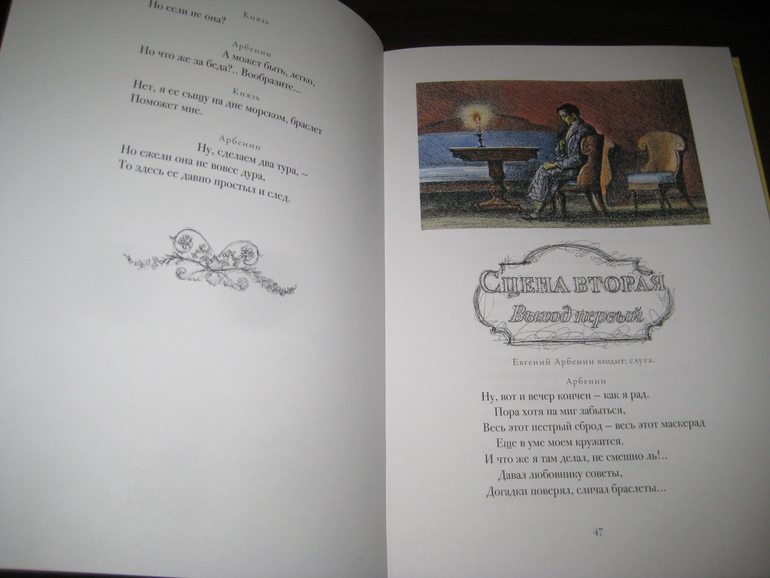 Но если не она?
Князь
Арбенин
А может быть, легко,
Но что же за беда?.. Вообразите...
Князь
Нет, я ее сыщу на дне морском, браслет
Поможет мне.
Арбенин
Ну, сделаем два тура, –
Но ежели она не вовсе дура,
То здесь ее давно простыл и след.
Сцена вторая
Выход первый
Евгений Арбенин входит; слуга.
Арбенин
Ну, вот и вечер кончен – как я рад.
Пора хотя на миг забыться,
Весь этот пестрый сброд – весь этот маскерад
Еще в уме моем кружится.
И что же я там делал, не смешно ль!..
Давал любовнику советы,
Догадки поверял, сличал браслеты...
47